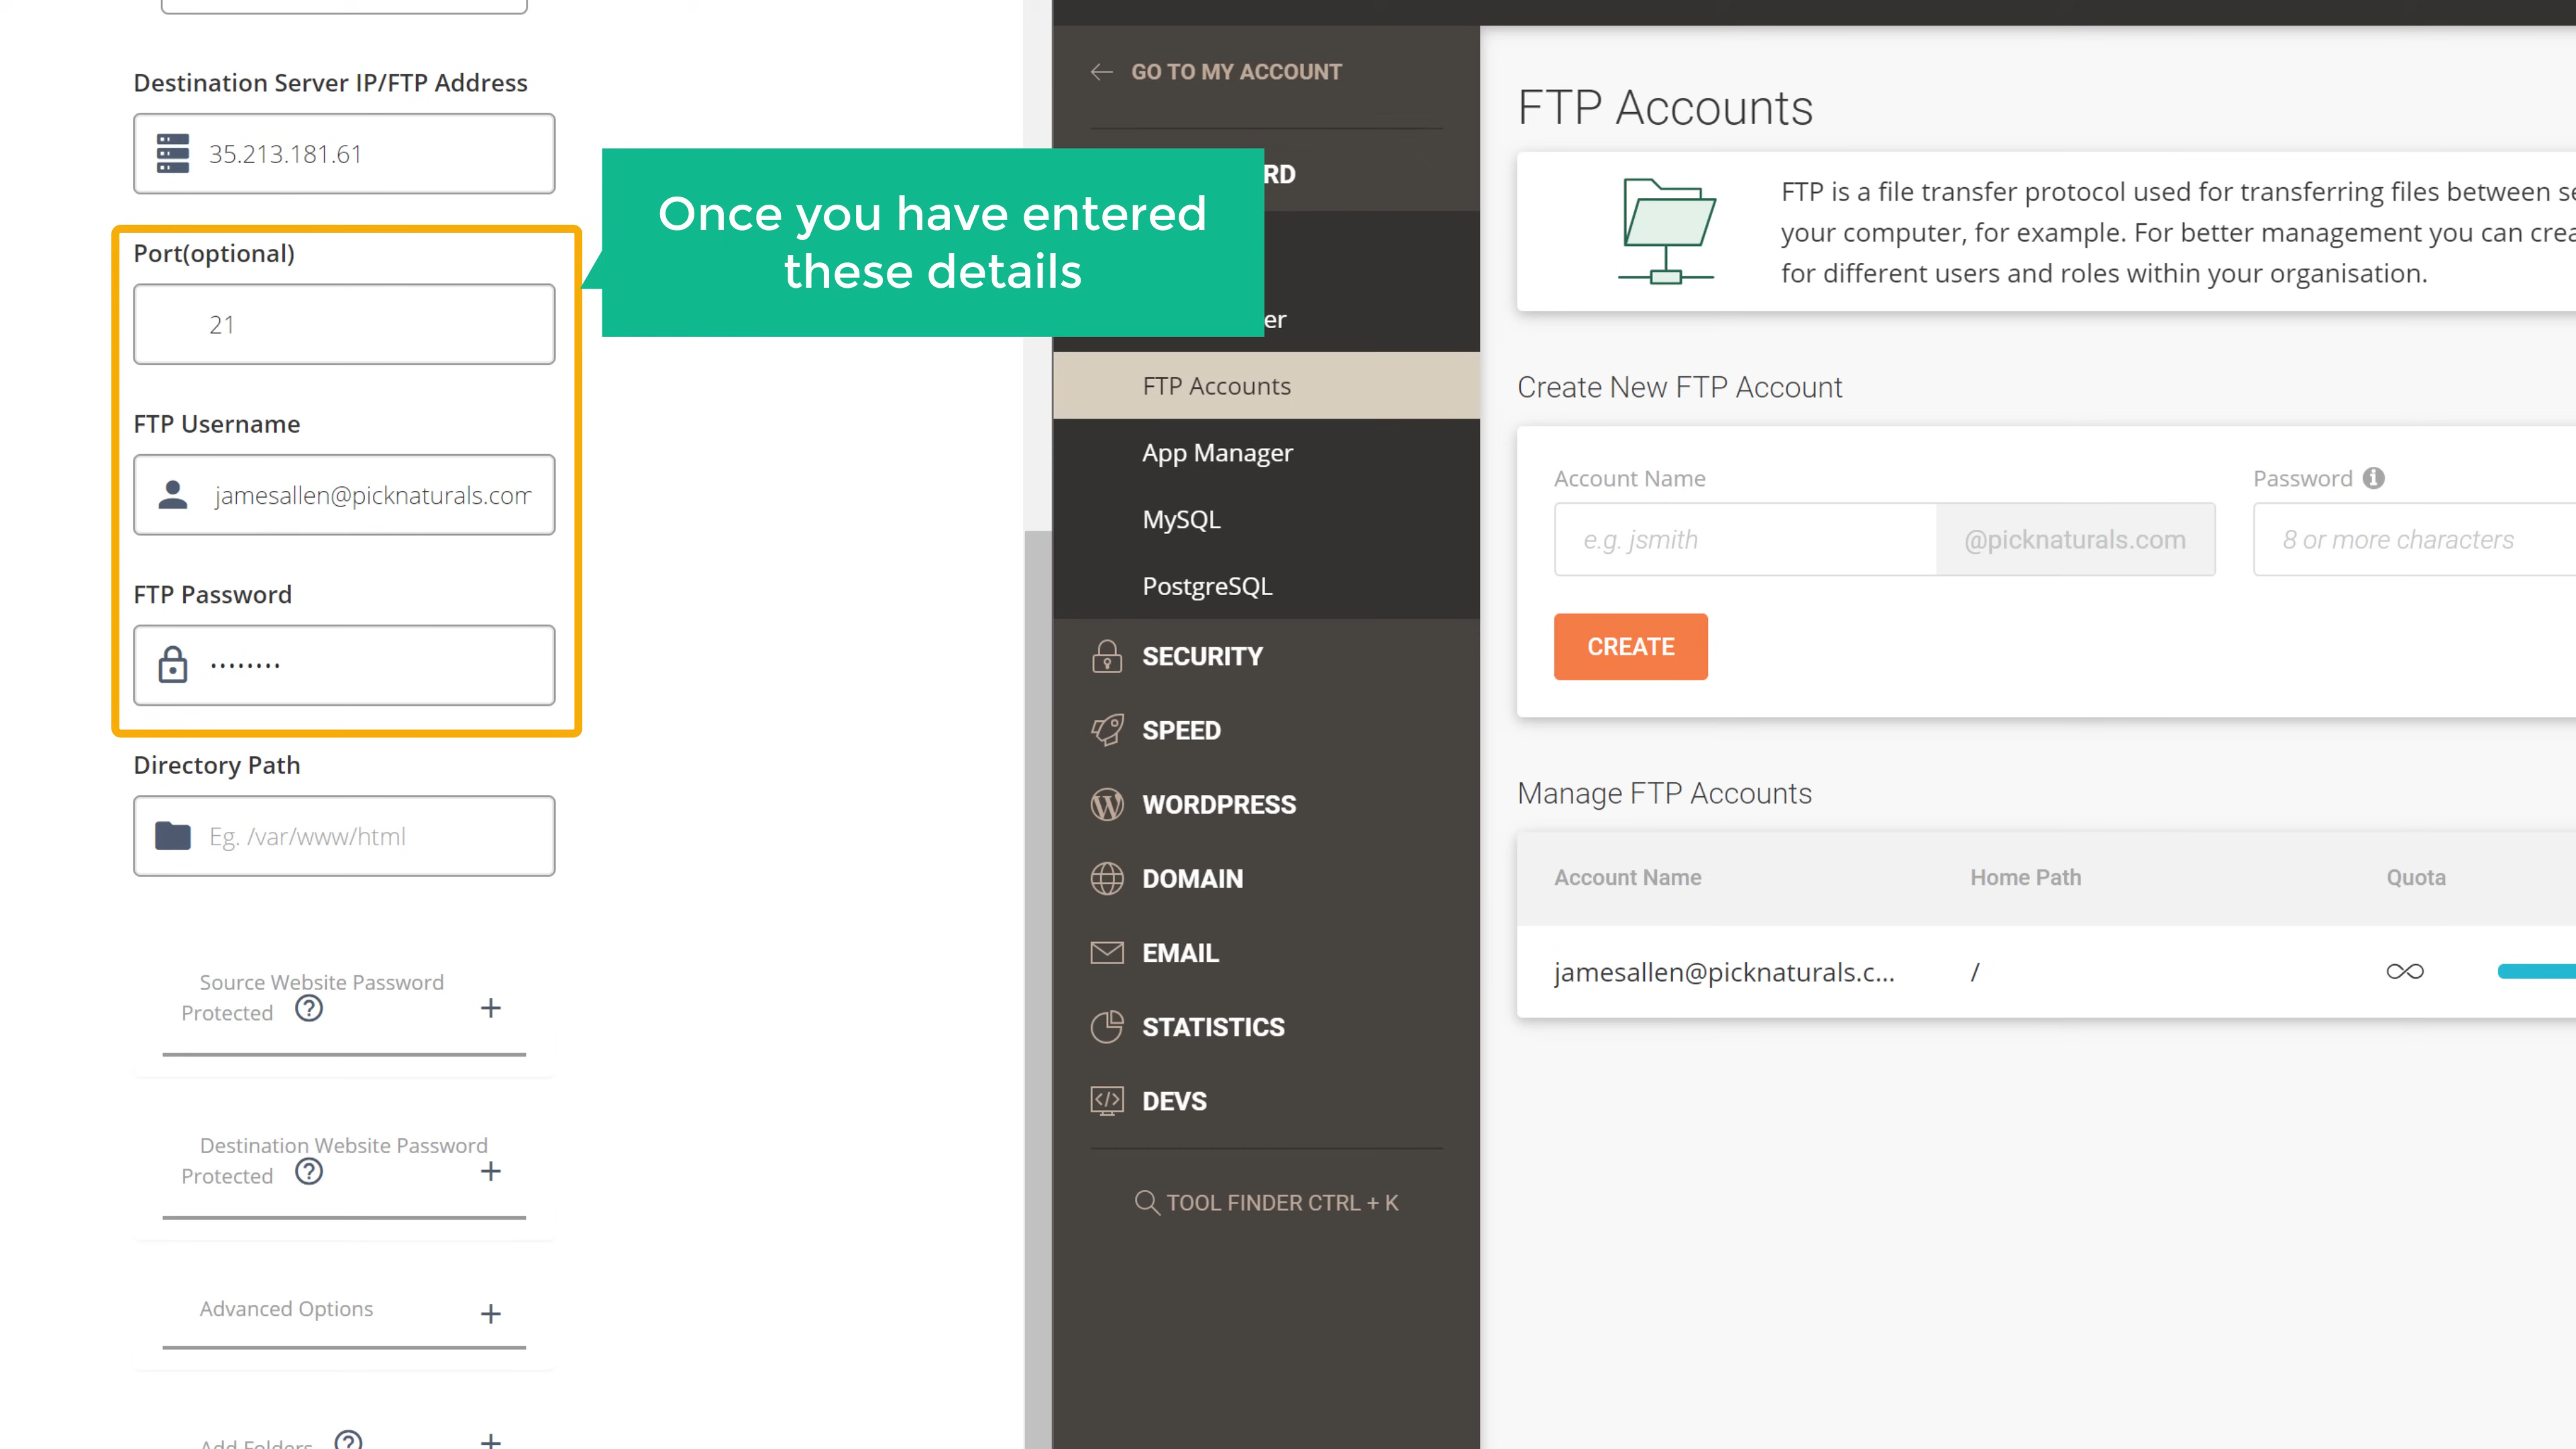 Destination Server IP/FTP Address
35.213.181.61
Port(optional)
21
FTP Username
jamesallen@picknaturals.com
FTP Password
••••••••
Directory Path
Eg. /var/www/html
Source Website Password
Protected
+
Destination Website Password
Protected
+
Advanced Options
+
Add Folders
+
Once you have entered
these details
GO TO MY ACCOUNT
RD
er
FTP Accounts
App Manager
MySQL
PostgreSQL
SECURITY
SPEED
WORDPRESS
DOMAIN
EMAIL
STATISTICS
DEVS
TOOL FINDER CTRL + K
FTP Accounts
FTP is a file transfer protocol used for transferring files between se
your computer, for example. For better management you can crea
for different users and roles within your organisation.
Create New FTP Account
Account Name
Password
e.g. jsmith
@picknaturals.com
8 or more characters
CREATE
Manage FTP Accounts
Account Name
Home Path
Quota
jamesallen@picknaturals.c...
/
∞